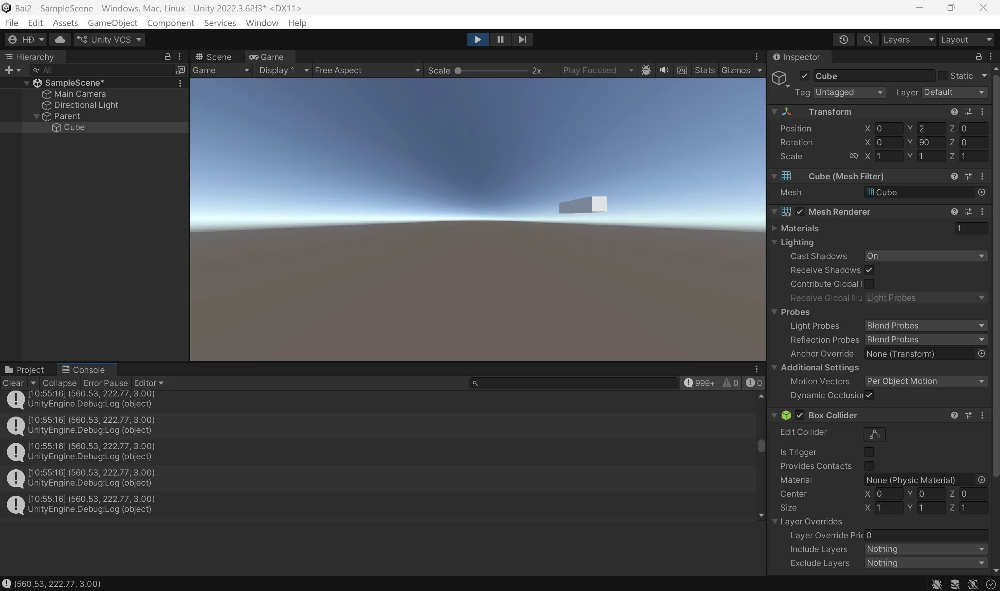 Bai2 - SampleScene - Windows, Mac, Linux - Unity 2022.3.62f3* <DX11>
File Edit Assets GameObject Component Services Window Help
HĐ Unity VCS Layers Layout
Hierarchy
All
SampleScene*
Main Camera
Directional Light
Parent
Cube
Scene Game
Game Display 1 Free Aspect Scale 2x Play Focused Stats Gizmos
Project Console
Clear Collapse Error Pause Editor 999+ 0 0
[10:55:16] (560.53, 222.77, 3.00)
UnityEngine.Debug:Log (object)
[10:55:16] (560.53, 222.77, 3.00)
UnityEngine.Debug:Log (object)
[10:55:16] (560.53, 222.77, 3.00)
UnityEngine.Debug:Log (object)
[10:55:16] (560.53, 222.77, 3.00)
UnityEngine.Debug:Log (object)
[10:55:16] (560.53, 222.77, 3.00)
UnityEngine.Debug:Log (object)
(560.53, 222.77, 3.00)
Inspector
Cube Static
Tag Untagged Layer Default
Transform
Position X 0 Y 2 Z 0
Rotation X 0 Y 90 Z 0
Scale X 1 Y 1 Z 1
Cube (Mesh Filter)
Mesh Cube
Mesh Renderer
Materials 1
Lighting
Cast Shadows On
Receive Shadows
Contribute Global I
Receive Global Illu Light Probes
Probes
Light Probes Blend Probes
Reflection Probes Blend Probes
Anchor Override None (Transform)
Additional Settings
Motion Vectors Per Object Motion
Dynamic Occlusion
Box Collider
Edit Collider
Is Trigger
Provides Contacts
Material None (Physic Material)
Center X 0 Y 0 Z 0
Size X 1 Y 1 Z 1
Layer Overrides
Layer Override Pri 0
Include Layers Nothing
Exclude Layers Nothing